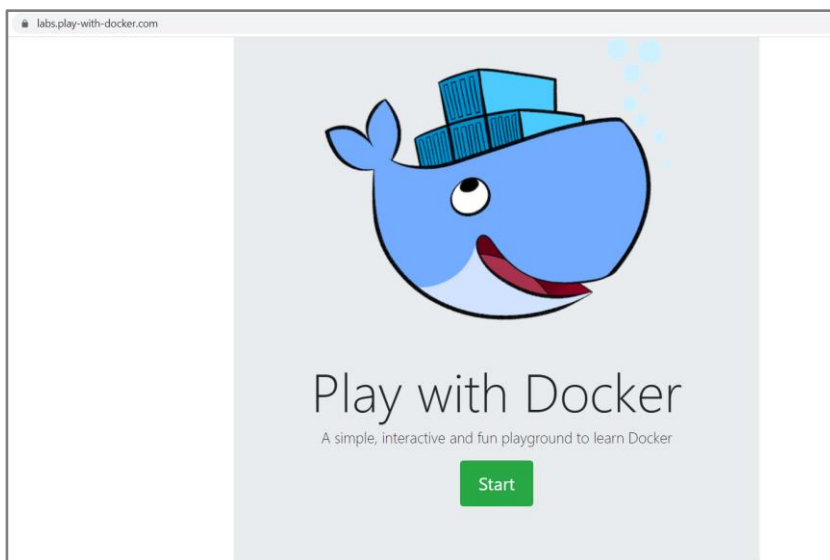 labs.play-with-docker.com
Play with Docker
A simple, interactive and fun playground to learn Docker
Start